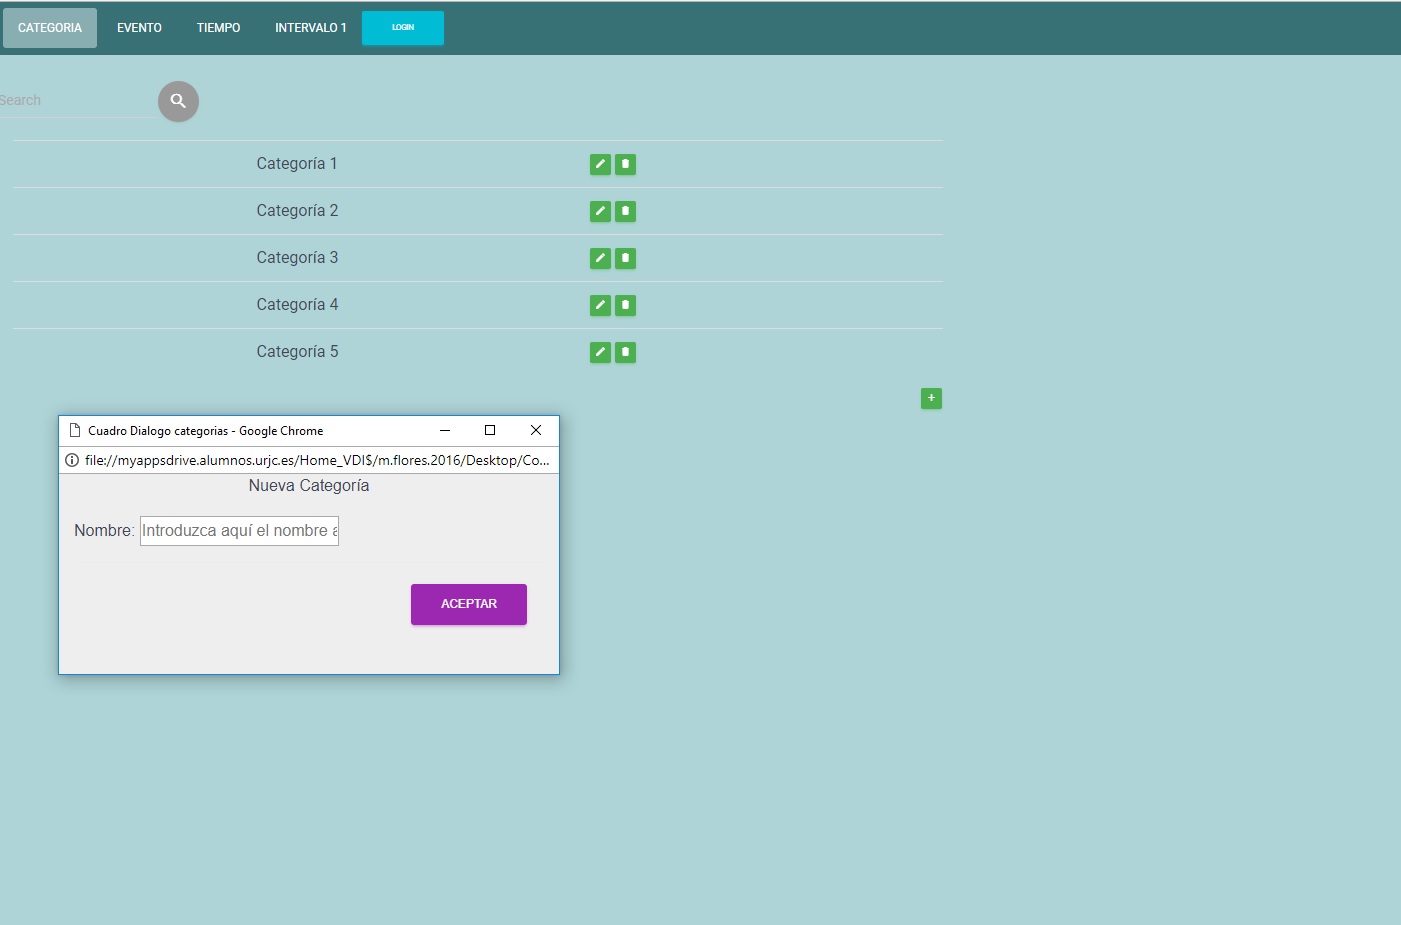 CATEGORIA EVENTO TIEMPO INTERVALO 1 LOGIN
Search
Categoría 1
Categoría 2
Categoría 3
Categoría 4
Categoría 5
+
Cuadro Dialogo categorias - Google Chrome
file://myappsdrive.alumnos.urjc.es/Home_VDI$/m.flores.2016/Desktop/Co...
Nueva Categoría
Nombre: Introduzca aquí el nombre a
ACEPTAR